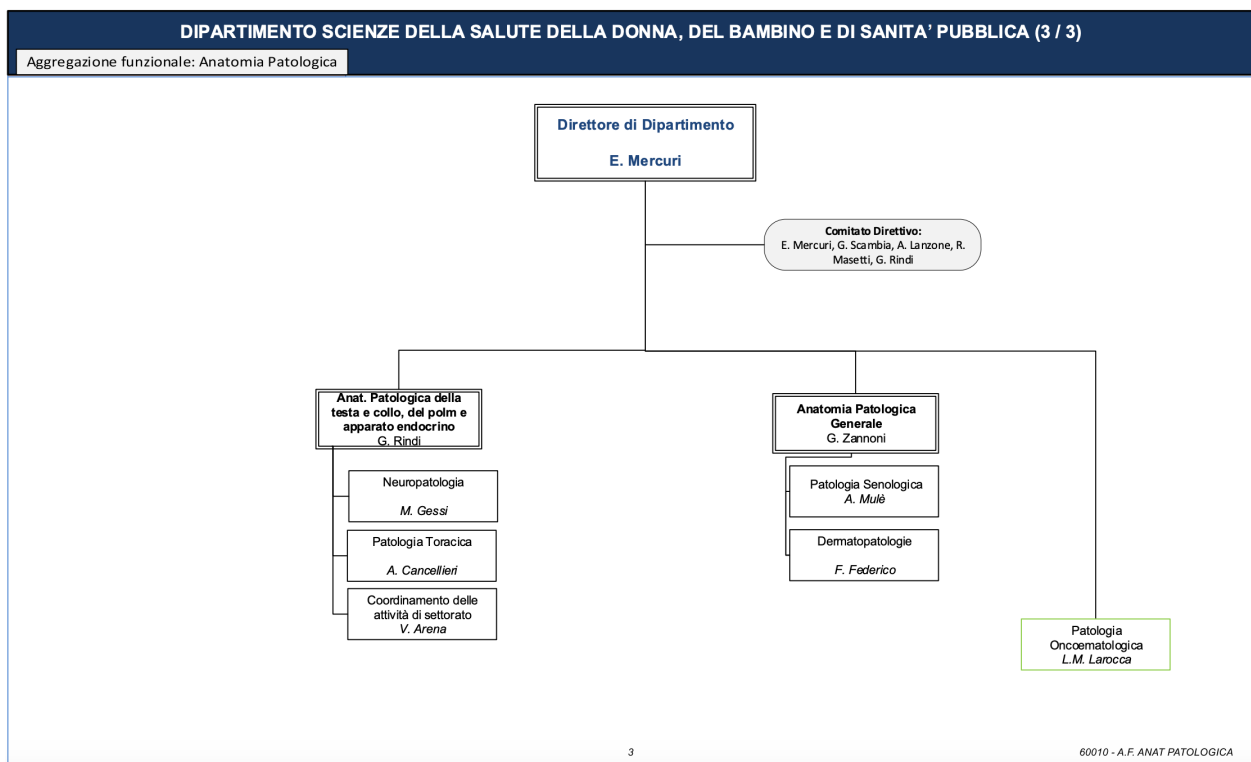 DIPARTIMENTO SCIENZE DELLA SALUTE DELLA DONNA, DEL BAMBINO E DI SANITA’ PUBBLICA (3 / 3)
Aggregazione funzionale: Anatomia Patologica
Direttore di Dipartimento
E. Mercuri
Comitato Direttivo:
E. Mercuri, G. Scambia, A. Lanzone, R.
Masetti, G. Rindi
Anat. Patologica della
testa e collo, del polm e
apparato endocrino
G. Rindi
Neuropatologia
M. Gessi
Patologia Toracica
A. Cancellieri
Coordinamento delle
attività di settorato
V. Arena
Anatomia Patologica
Generale
G. Zannoni
Patologia Senologica
A. Mulè
Dermatopatologie
F. Federico
Patologia
Oncoematologica
L.M. Larocca
3
60010 - A.F. ANAT PATOLOGICA